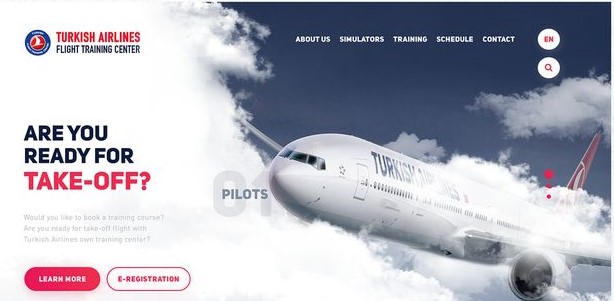 TURKISH AIRLINES
FLIGHT TRAINING CENTER
ABOUT US SIMULATORS TRAINING SCHEDULE CONTACT
EN
ARE YOU
READY FOR
TAKE-OFF?
01
PILOTS
TURKISH AIRLINES
Would you like to book a training course?
Are you ready for take-off flight with
Turkish Airlines own training center?
LEARN MORE
E-REGISTRATION